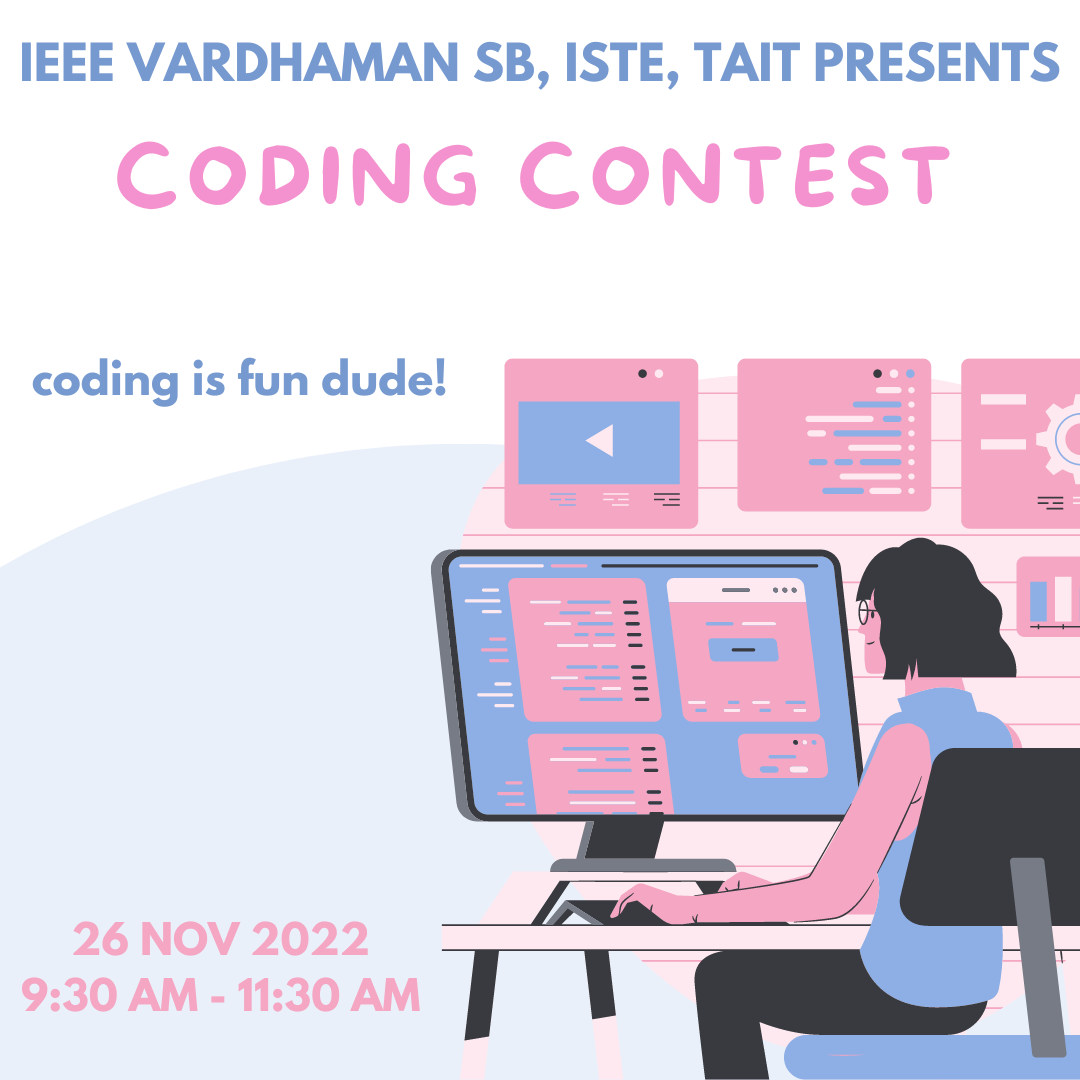 IEEE VARDHAMAN SB, ISTE, TAIT PRESENTS
CODING CONTEST
coding is fun dude!
26 NOV 2022
9:30 AM - 11:30 AM